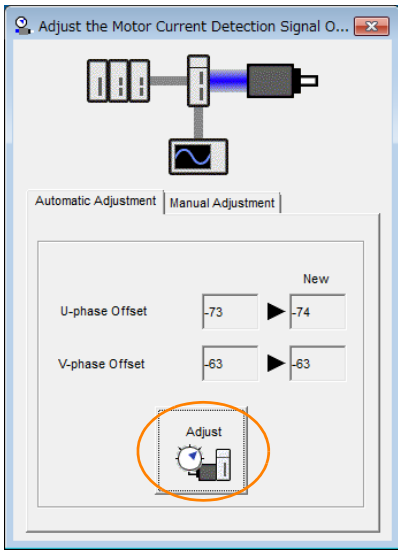 Adjust the Motor Current Detection Signal O...
Automatic Adjustment Manual Adjustment
New
U-phase Offset -73 -74
V-phase Offset -63 -63
Adjust